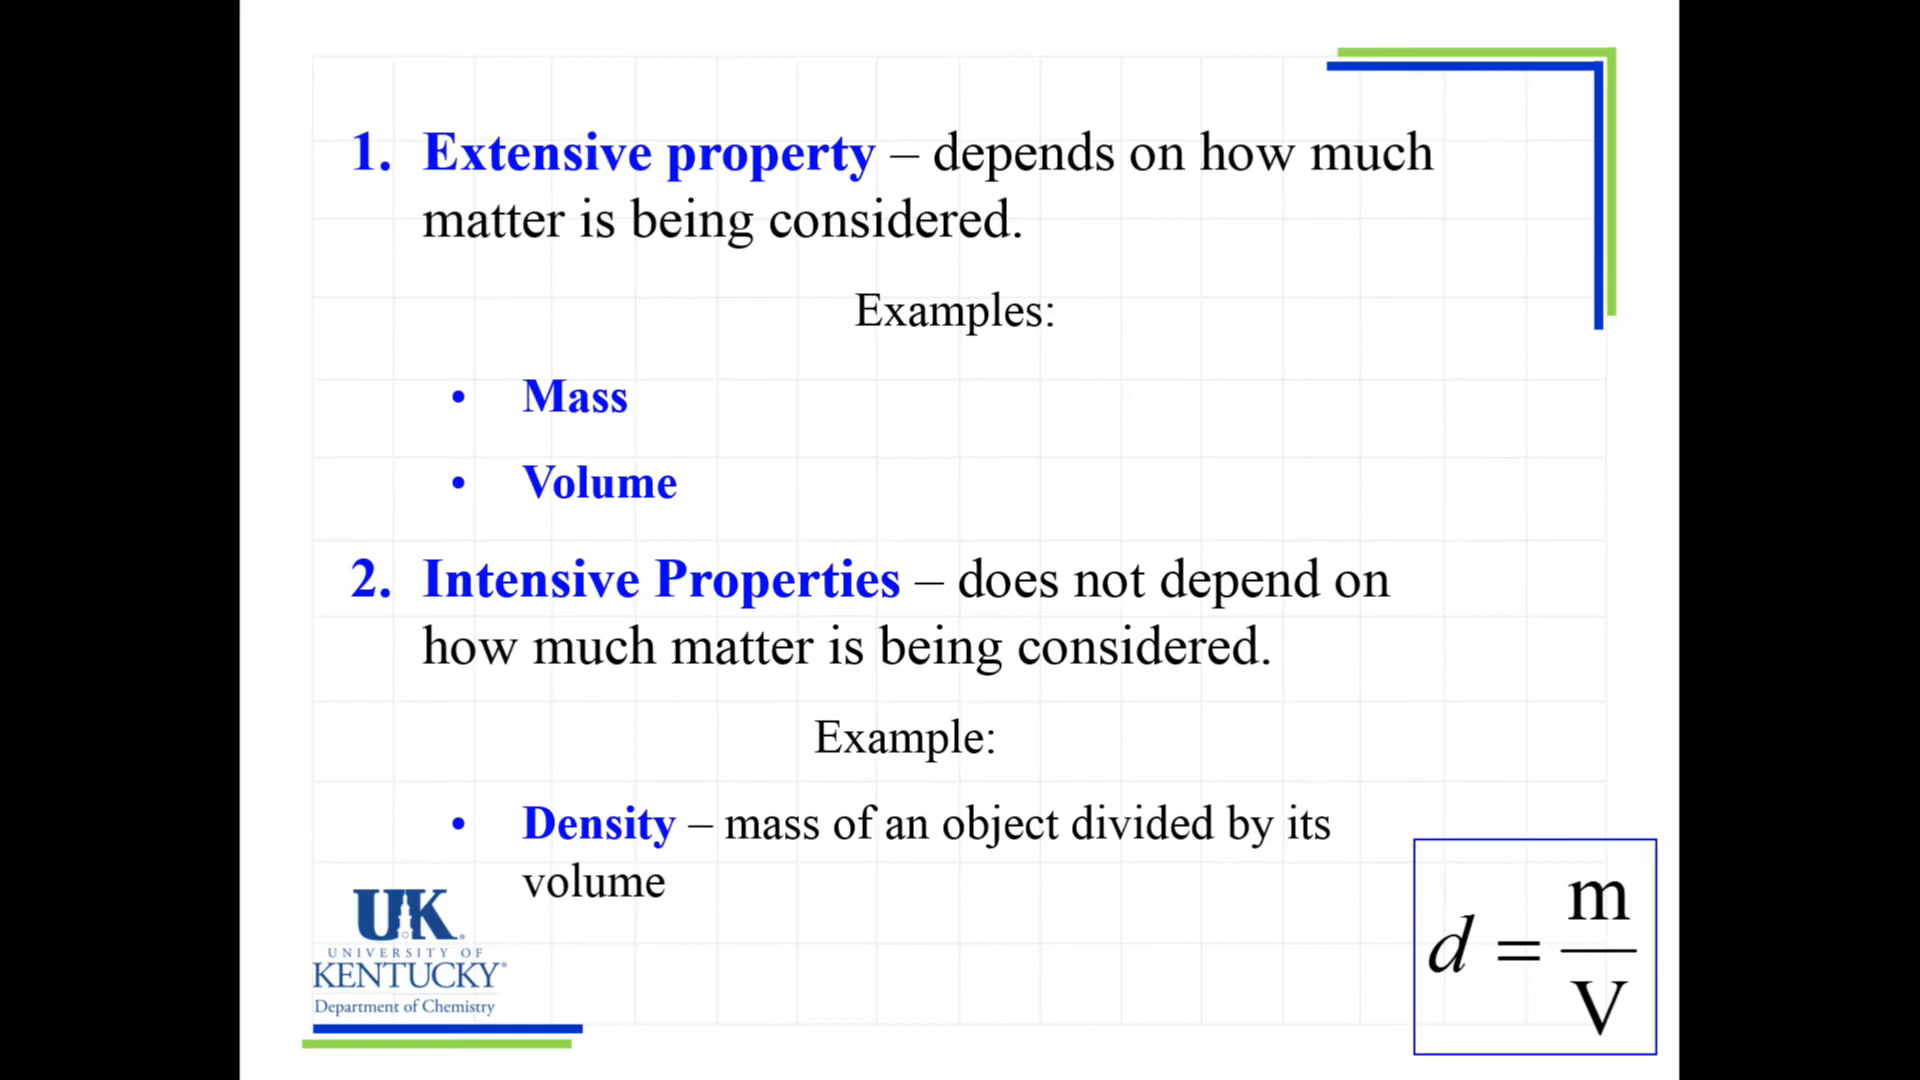 1. Extensive property – depends on how much
matter is being considered.
Examples:
• Mass
• Volume
2. Intensive Properties – does not depend on
how much matter is being considered.
Example:
• Density – mass of an object divided by its
volume
d = m/V
UK
UNIVERSITY OF
KENTUCKY
Department of Chemistry